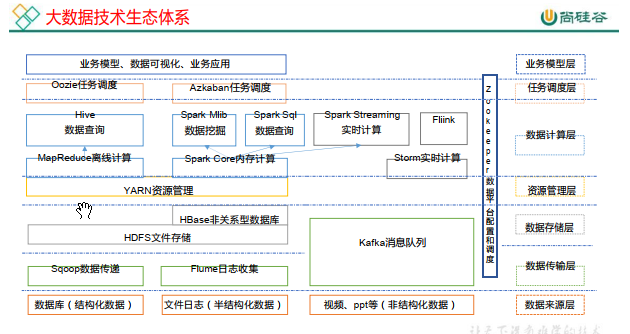 大数据技术生态体系
尚硅谷
业务模型、数据可视化、业务应用
业务模型层
Oozie任务调度
Azkaban任务调度
任务调度层
Hive
数据查询
Spark Mlib
数据挖掘
Spark Sql
数据查询
Spark Streaming
实时计算
Fliink
数据计算层
MapReduce离线计算
Spark Core内存计算
Storm实时计算
YARN资源管理
资源管理层
Zookeeper数据平台配置和调度
HBase非关系型数据库
HDFS文件存储
Kafka消息队列
数据存储层
Sqoop数据传递
Flume日志收集
数据传输层
数据库（结构化数据）
文件日志（半结构化数据）
视频、ppt等（非结构化数据）
数据来源层